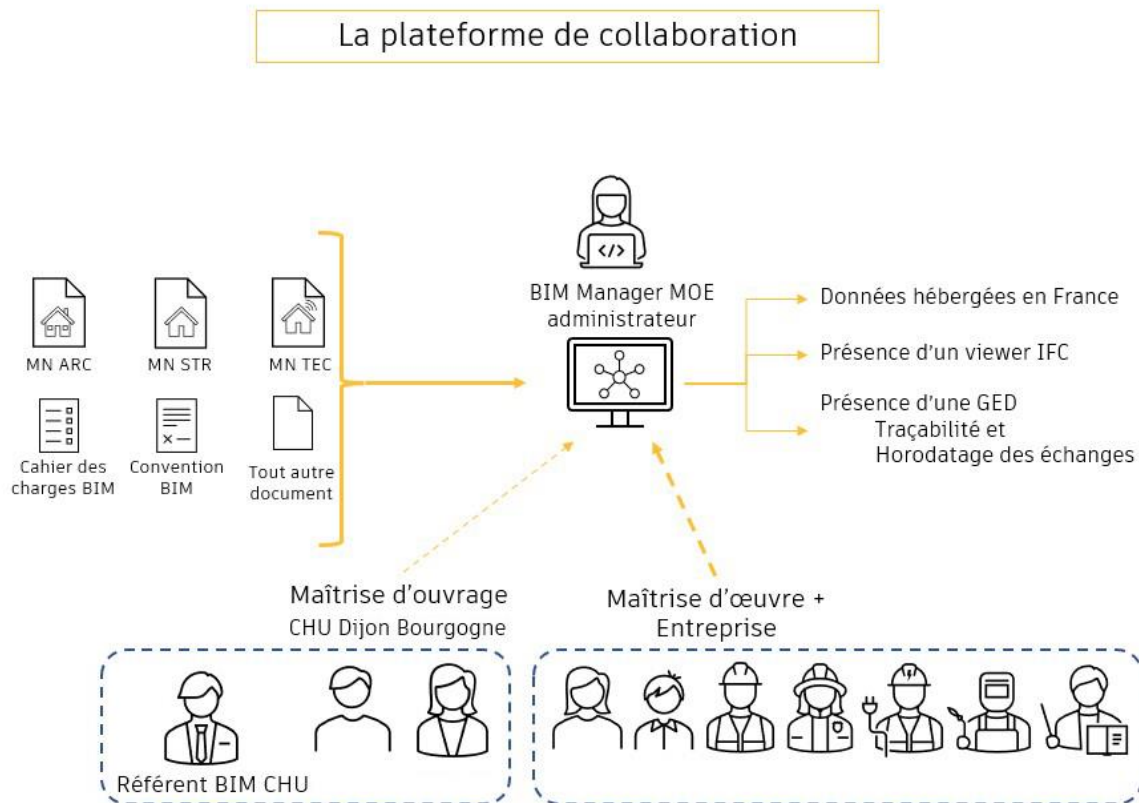 La plateforme de collaboration
BIM Manager MOE
administrateur
</>
MN ARC
MN STR
MN TEC
Cahier des
charges BIM
Convention
BIM
Tout autre
document
Données hébergées en France
Présence d'un viewer IFC
Présence d'une GED
Traçabilité et
Horodatage des échanges
Maîtrise d'ouvrage
CHU Dijon Bourgogne
Référent BIM CHU
Maîtrise d'œuvre +
Entreprise